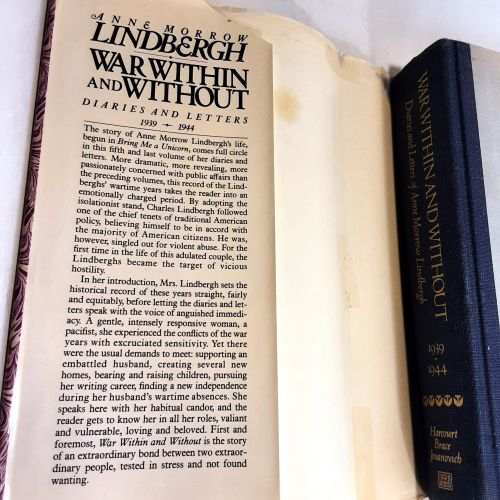 ANNE MORROW
LINDBERGH
WAR WITHIN
AND WITHOUT
DIARIES AND LETTERS
1939 • 1944
The story of Anne Morrow Lindbergh's life,
begun in Bring Me a Unicorn, comes full circle
in this fifth and last volume of her diaries and
letters. More dramatic, more revealing, more
passionately concerned with public affairs than
the preceding volumes, this record of the Lind-
berghs' wartime years takes the reader into an
emotionally charged period. By adopting the
isolationist stand, Charles Lindbergh followed
one of the chief tenets of traditional American
policy, believing himself to be in accord with
the majority of American citizens. He was,
however, singled out for violent abuse. For the
first time in the life of this adulated couple, the
Lindberghs became the target of vicious
hostility.
In her introduction, Mrs. Lindbergh sets the
historical record of these years straight, fairly
and equitably, before letting the diaries and let-
ters speak with the voice of anguished immedi-
acy. A gentle, intensely responsive woman, a
pacifist, she experienced the conflicts of the war
years with excruciated sensitivity. Yet there
were the usual demands to meet: supporting an
embattled husband, creating several new
homes, bearing and raising children, pursuing
her writing career, finding a new independence
during her husband's wartime absences. She
speaks here with her habitual candor, and the
reader gets to know her in all her roles, valiant
and vulnerable, loving and beloved. First and
foremost, War Within and Without is the story
of an extraordinary bond between two extraor-
dinary people, tested in stress and not found
wanting.
WAR WITHIN AND WITHOUT
Diaries and Letters of Anne Morrow Lindbergh
1939
1944
Harcourt
Brace
Jovanovich